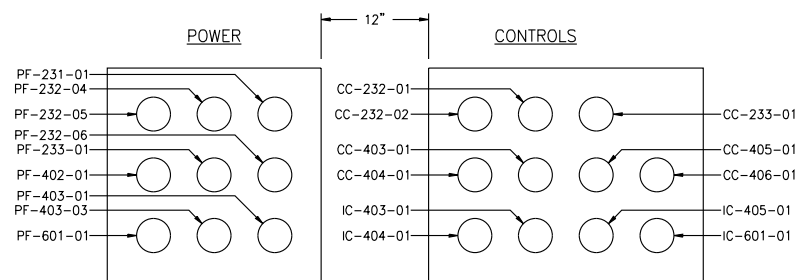 12"
POWER
CONTROLS
PF-231-01
PF-232-04
PF-232-05
PF-232-06
PF-233-01
PF-402-01
PF-403-01
PF-403-03
PF-601-01
CC-232-01
CC-232-02
CC-233-01
CC-403-01
CC-404-01
CC-405-01
CC-406-01
IC-403-01
IC-404-01
IC-405-01
IC-601-01